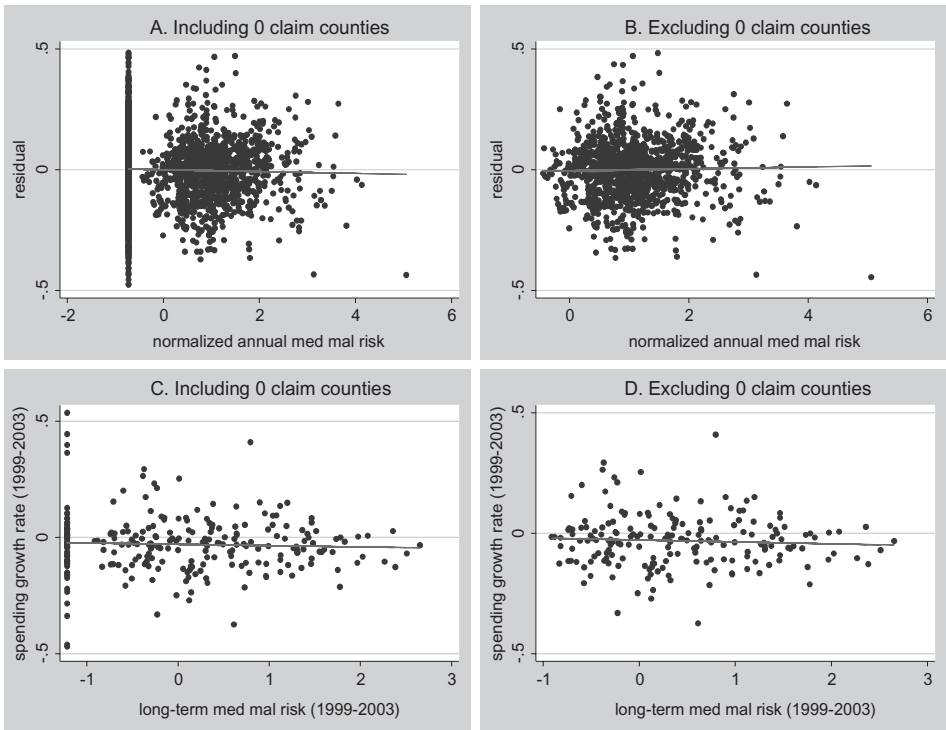 A. Including 0 claim counties
.5
0
-.5
residual
-2
0
2
4
6
normalized annual med mal risk
B. Excluding 0 claim counties
.5
0
-.5
residual
0
2
4
6
normalized annual med mal risk
C. Including 0 claim counties
.5
0
-.5
spending growth rate (1999-2003)
-1
0
1
2
3
long-term med mal risk (1999-2003)
D. Excluding 0 claim counties
.5
0
-.5
spending growth rate (1999-2003)
-1
0
1
2
3
long-term med mal risk (1999-2003)